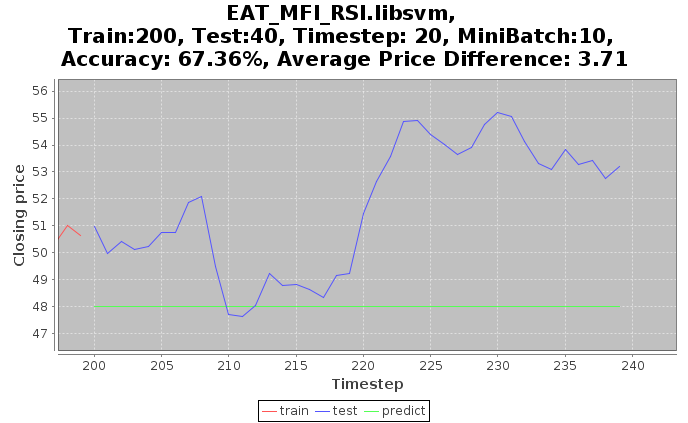 EAT_MFI_RSI.libsvm,
Train:200, Test:40, Timestep: 20, MiniBatch:10,
Accuracy: 67.36%, Average Price Difference: 3.71
56
55
54
53
52
51
50
49
48
47
Closing price
200 205 210 215 220 225 230 235 240
Timestep
train test predict